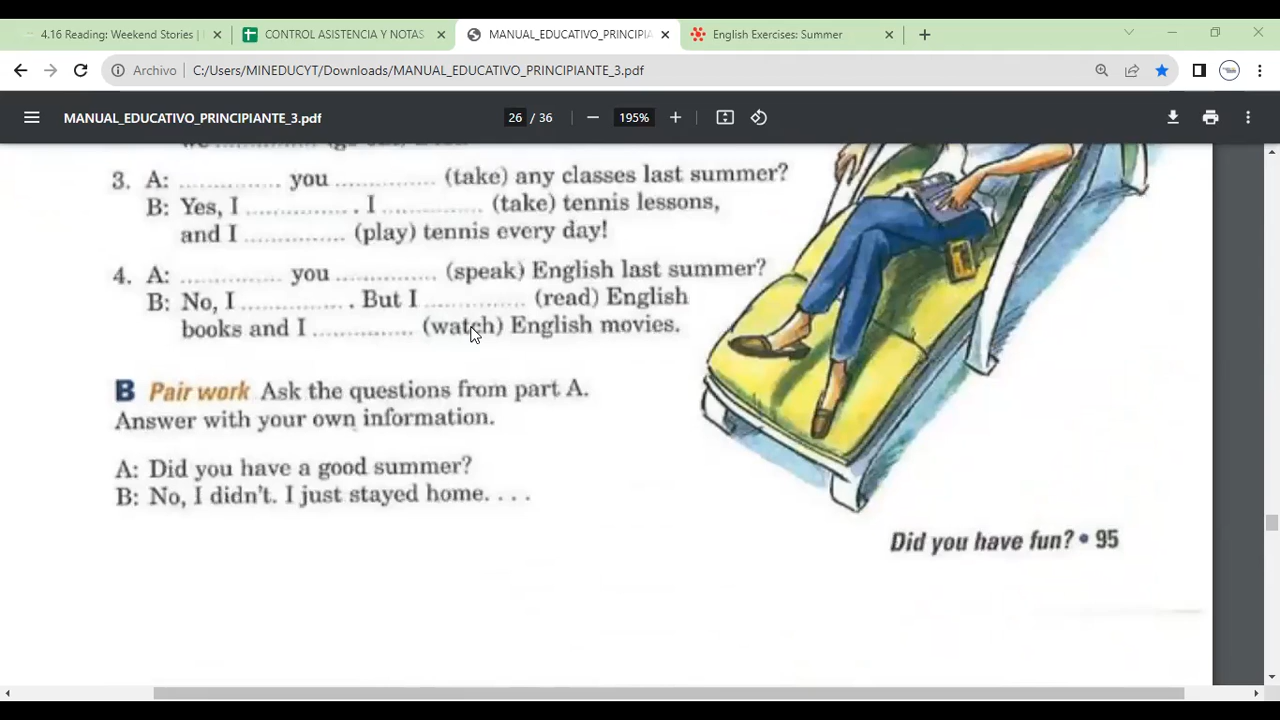 4.16 Reading: Weekend Stories |
CONTROL ASISTENCIA Y NOTAS
MANUAL_EDUCATIVO_PRINCIPIA
English Exercises: Summer
Archivo C:/Users/MINEDUCYT/Downloads/MANUAL_EDUCATIVO_PRINCIPIANTE_3.pdf
MANUAL_EDUCATIVO_PRINCIPIANTE_3.pdf
26 / 36
195%
3. A: .............. you .............. (take) any classes last summer?
B: Yes, I .............. . I .............. (take) tennis lessons,
and I .............. (play) tennis every day!
4. A: .............. you .............. (speak) English last summer?
B: No, I .............. . But I .............. (read) English
books and I .............. (watch) English movies.
B Pair work Ask the questions from part A.
Answer with your own information.
A: Did you have a good summer?
B: No, I didn't. I just stayed home. . . .
Did you have fun? • 95